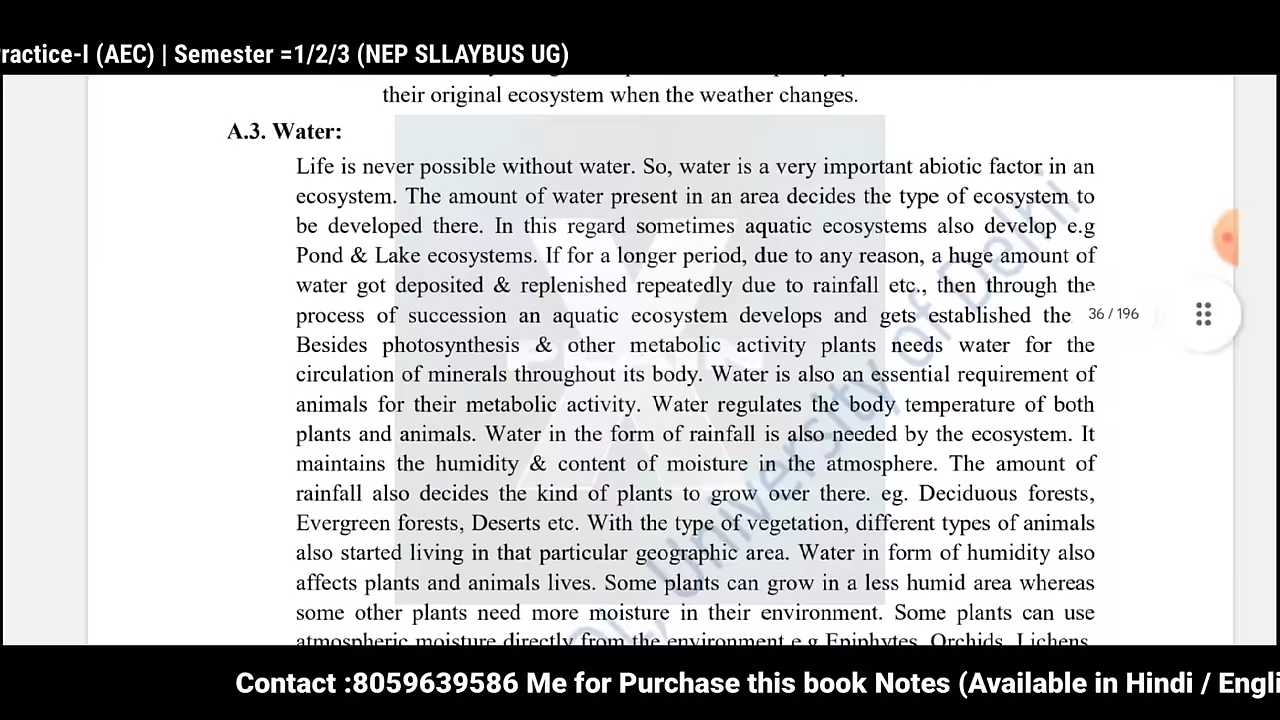 ractice-I (AEC) | Semester =1/2/3 (NEP SLLAYBUS UG)
their original ecosystem when the weather changes.
A.3. Water:
Life is never possible without water. So, water is a very important abiotic factor in an
ecosystem. The amount of water present in an area decides the type of ecosystem to
be developed there. In this regard sometimes aquatic ecosystems also develop e.g
Pond & Lake ecosystems. If for a longer period, due to any reason, a huge amount of
water got deposited & replenished repeatedly due to rainfall etc., then through the
process of succession an aquatic ecosystem develops and gets established the
36 / 196
Besides photosynthesis & other metabolic activity plants needs water for the
circulation of minerals throughout its body. Water is also an essential requirement of
animals for their metabolic activity. Water regulates the body temperature of both
plants and animals. Water in the form of rainfall is also needed by the ecosystem. It
maintains the humidity & content of moisture in the atmosphere. The amount of
rainfall also decides the kind of plants to grow over there. eg. Deciduous forests,
Evergreen forests, Deserts etc. With the type of vegetation, different types of animals
also started living in that particular geographic area. Water in form of humidity also
affects plants and animals lives. Some plants can grow in a less humid area whereas
some other plants need more moisture in their environment. Some plants can use
atmospheric moisture directly from the environment e.g Epiphytes, Orchids, Lichens
University of Delhi
Contact :8059639586 Me for Purchase this book Notes (Available in Hindi / Engli